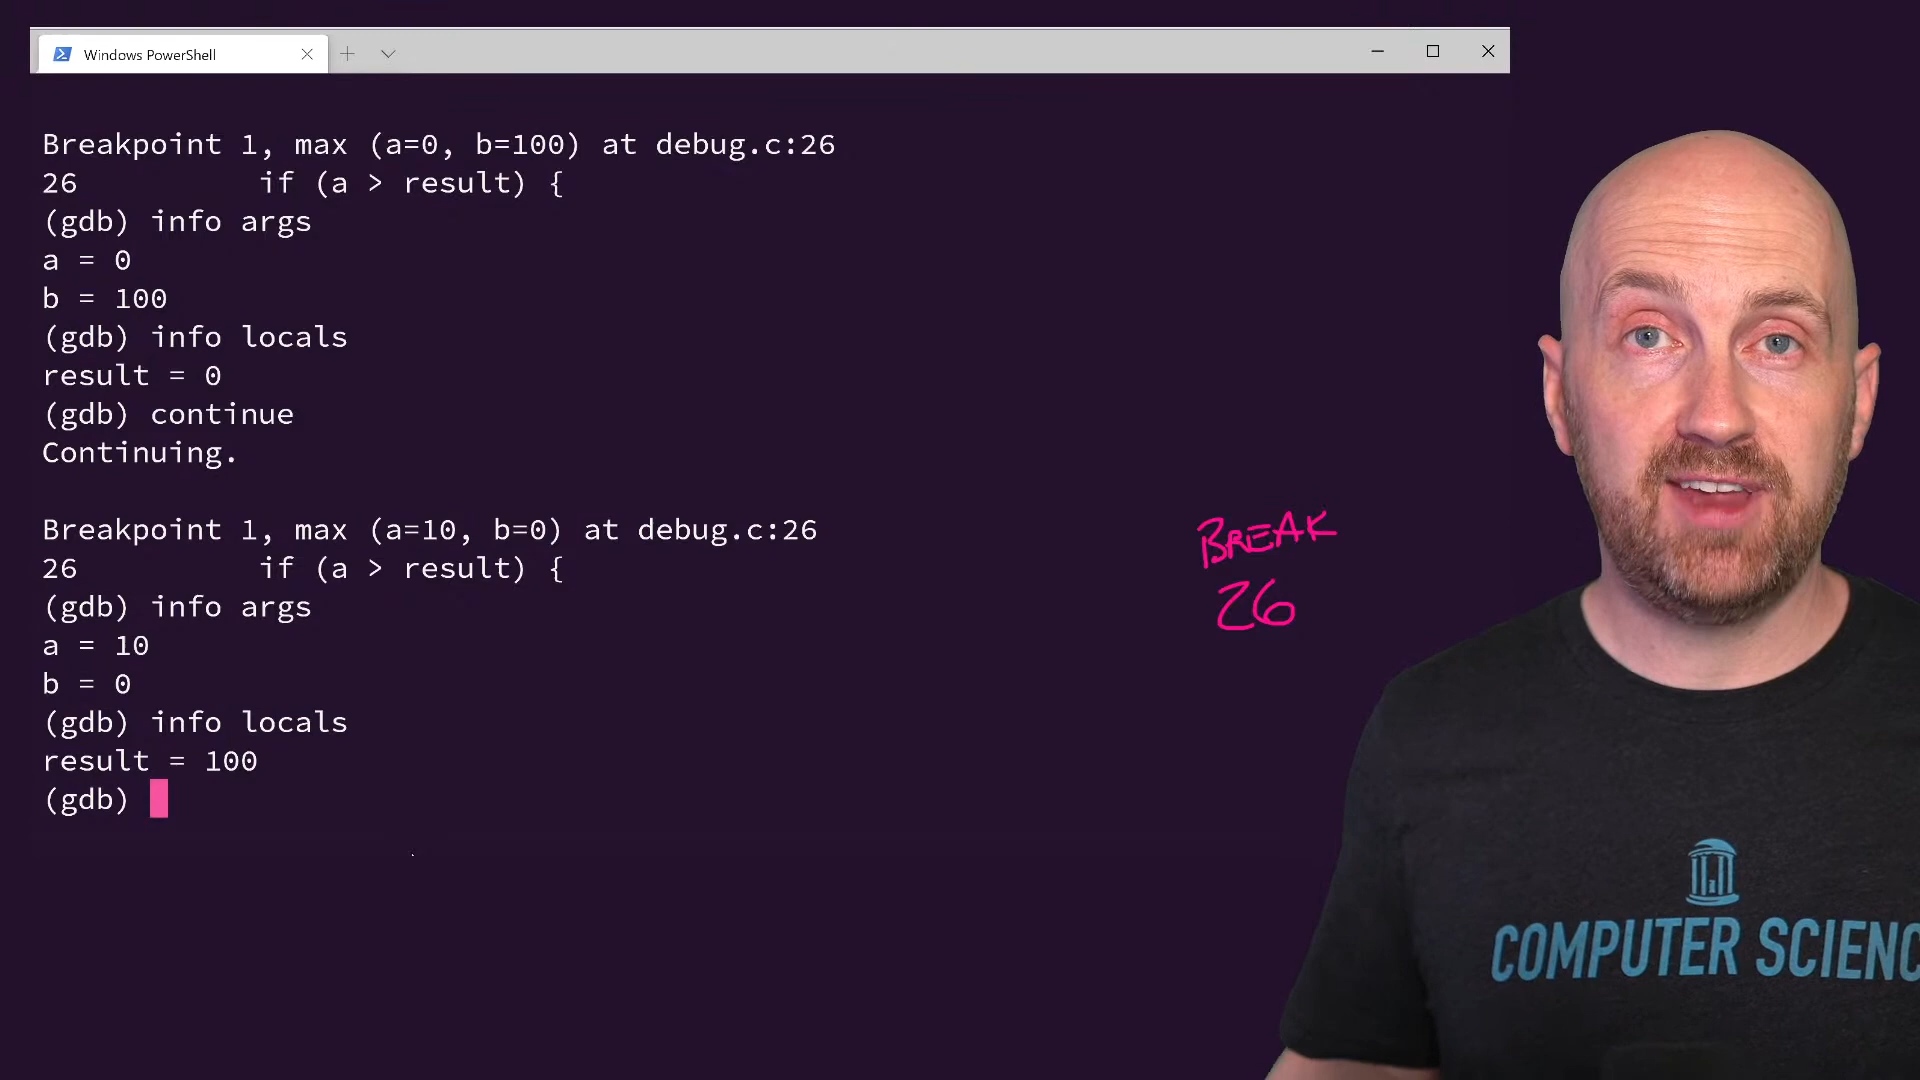 Windows PowerShell
Breakpoint 1, max (a=0, b=100) at debug.c:26
26          if (a > result) {
(gdb) info args
a = 0
b = 100
(gdb) info locals
result = 0
(gdb) continue
Continuing.
Breakpoint 1, max (a=10, b=0) at debug.c:26
26          if (a > result) {
(gdb) info args
a = 10
b = 0
(gdb) info locals
result = 100
(gdb)
BREAK
26
COMPUTER SCIENC